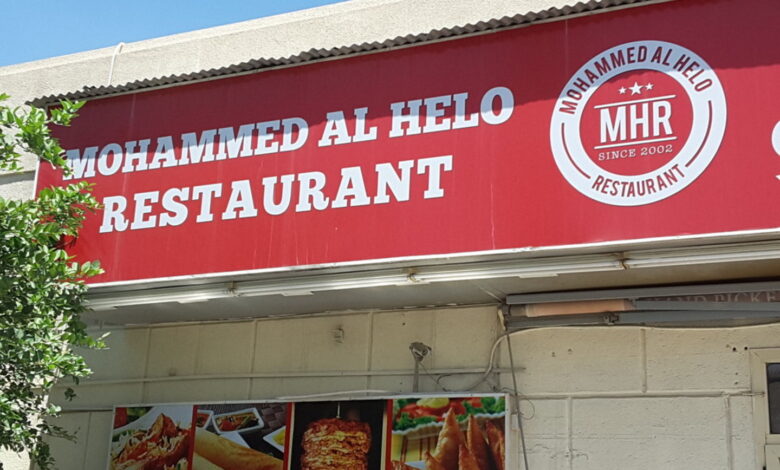 MOHAMMED AL HELO
RESTAURANT
MOHAMMED AL HELO
MHR
SINCE 2002
RESTAURANT